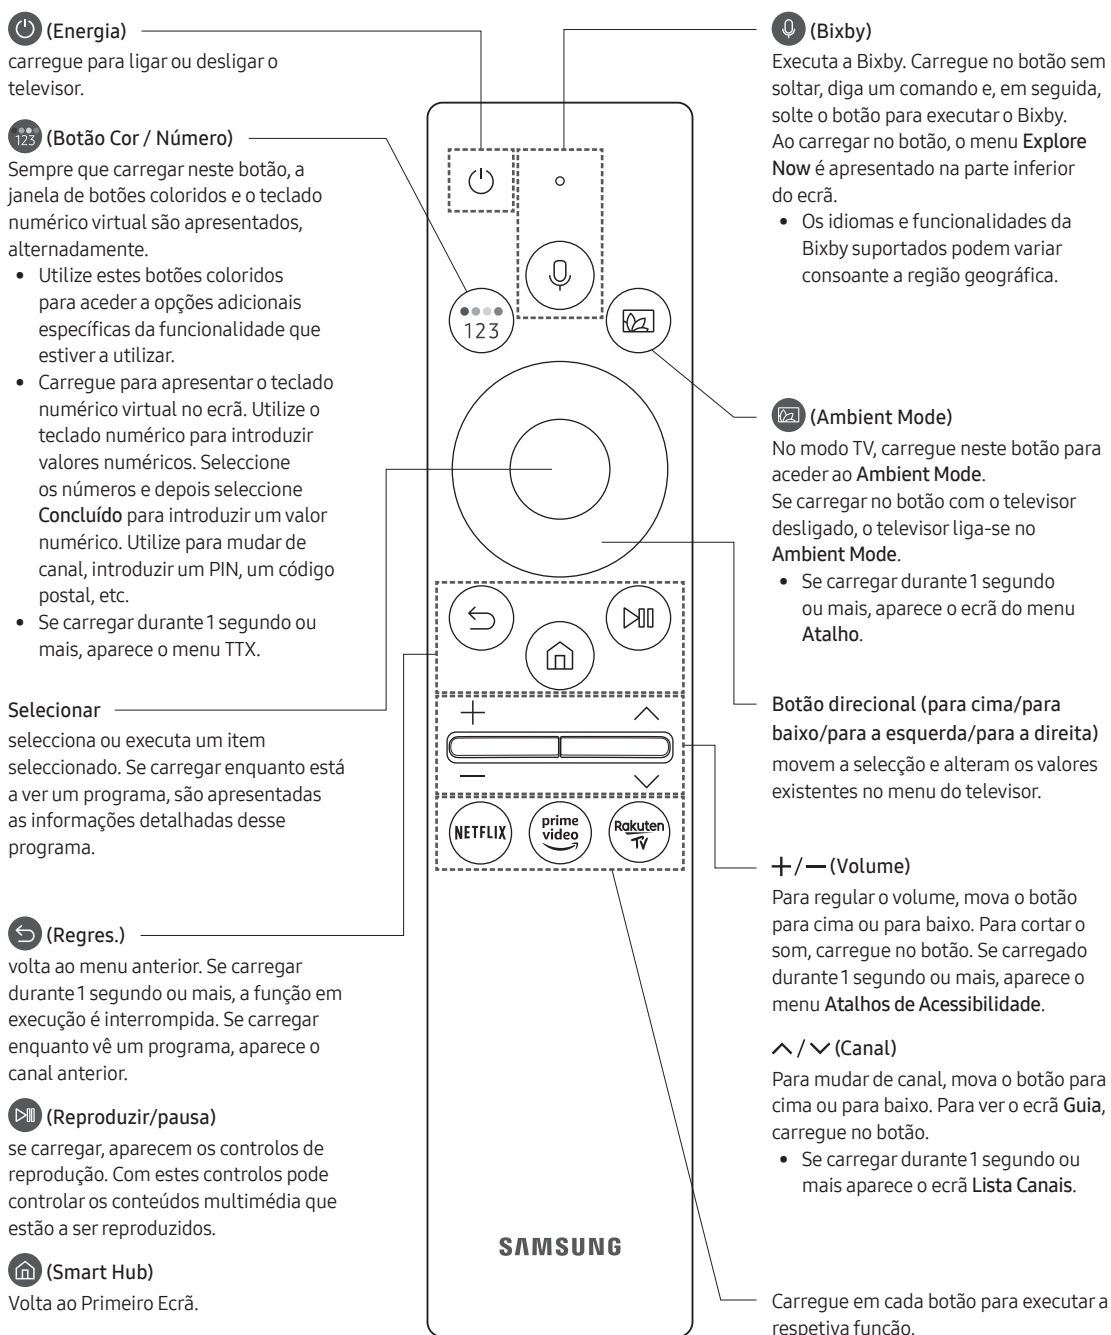 (Energia)
carregue para ligar ou desligar o
televisor.
123 (Botão Cor / Número)
Sempre que carregar neste botão, a
janela de botões coloridos e o teclado
numérico virtual são apresentados,
alternadamente.
• Utilize estes botões coloridos
para aceder a opções adicionais
específicas da funcionalidade que
estiver a utilizar.
• Carregue para apresentar o teclado
numérico virtual no ecrã. Utilize o
teclado numérico para introduzir
valores numéricos. Seleccione
os números e depois seleccione
Concluído para introduzir um valor
numérico. Utilize para mudar de
canal, introduzir um PIN, um código
postal, etc.
• Se carregar durante 1 segundo ou
mais, aparece o menu TTX.
Selecionar
selecciona ou executa um item
seleccionado. Se carregar enquanto está
a ver um programa, são apresentadas
as informações detalhadas desse
programa.
(Regres.)
volta ao menu anterior. Se carregar
durante 1 segundo ou mais, a função em
execução é interrompida. Se carregar
enquanto vê um programa, aparece o
canal anterior.
(Reproduzir/pausa)
se carregar, aparecem os controlos de
reprodução. Com estes controlos pode
controlar os conteúdos multimédia que
estão a ser reproduzidos.
(Smart Hub)
Volta ao Primeiro Ecrã.
123
NETFLIX
prime
video
Rakuten
TV
SAMSUNG
(Bixby)
Executa a Bixby. Carregue no botão sem
soltar, diga um comando e, em seguida,
solte o botão para executar o Bixby.
Ao carregar no botão, o menu Explore
Now é apresentado na parte inferior
do ecrã.
• Os idiomas e funcionalidades da
Bixby suportados podem variar
consoante a região geográfica.
(Ambient Mode)
No modo TV, carregue neste botão para
aceder ao Ambient Mode.
Se carregar no botão com o televisor
desligado, o televisor liga-se no
Ambient Mode.
• Se carregar durante 1 segundo
ou mais, aparece o ecrã do menu
Atalho.
Botão direcional (para cima/para
baixo/para a esquerda/para a direita)
movem a selecção e alteram os valores
existentes no menu do televisor.
+ / — (Volume)
Para regular o volume, mova o botão
para cima ou para baixo. Para cortar o
som, carregue no botão. Se carregado
durante 1 segundo ou mais, aparece o
menu Atalhos de Acessibilidade.
/ (Canal)
Para mudar de canal, mova o botão para
cima ou para baixo. Para ver o ecrã Guia,
carregue no botão.
• Se carregar durante 1 segundo ou
mais aparece o ecrã Lista Canais.
Carregue em cada botão para executar a
respetiva função.